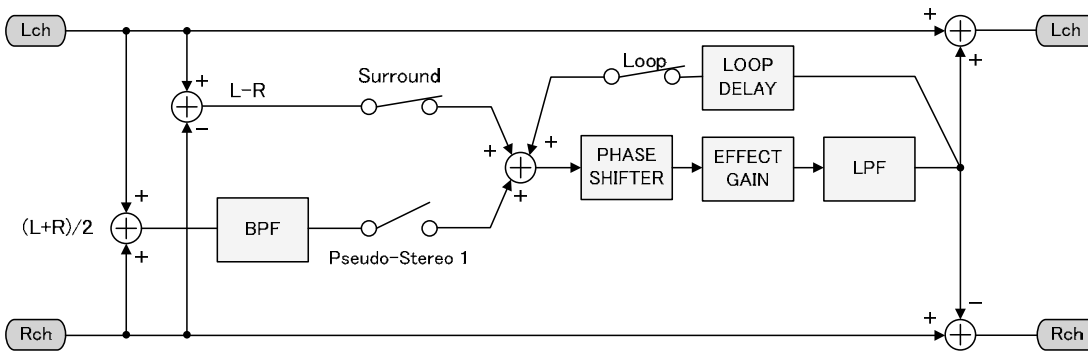 Lch
+
Lch
+
Loop
LOOP
DELAY
Surround
+
L-R
−
+
+
+
PHASE
SHIFTER
EFFECT
GAIN
LPF
+
(L+R)/2
+
BPF
Pseudo-Stereo 1
−
+
Rch
Rch